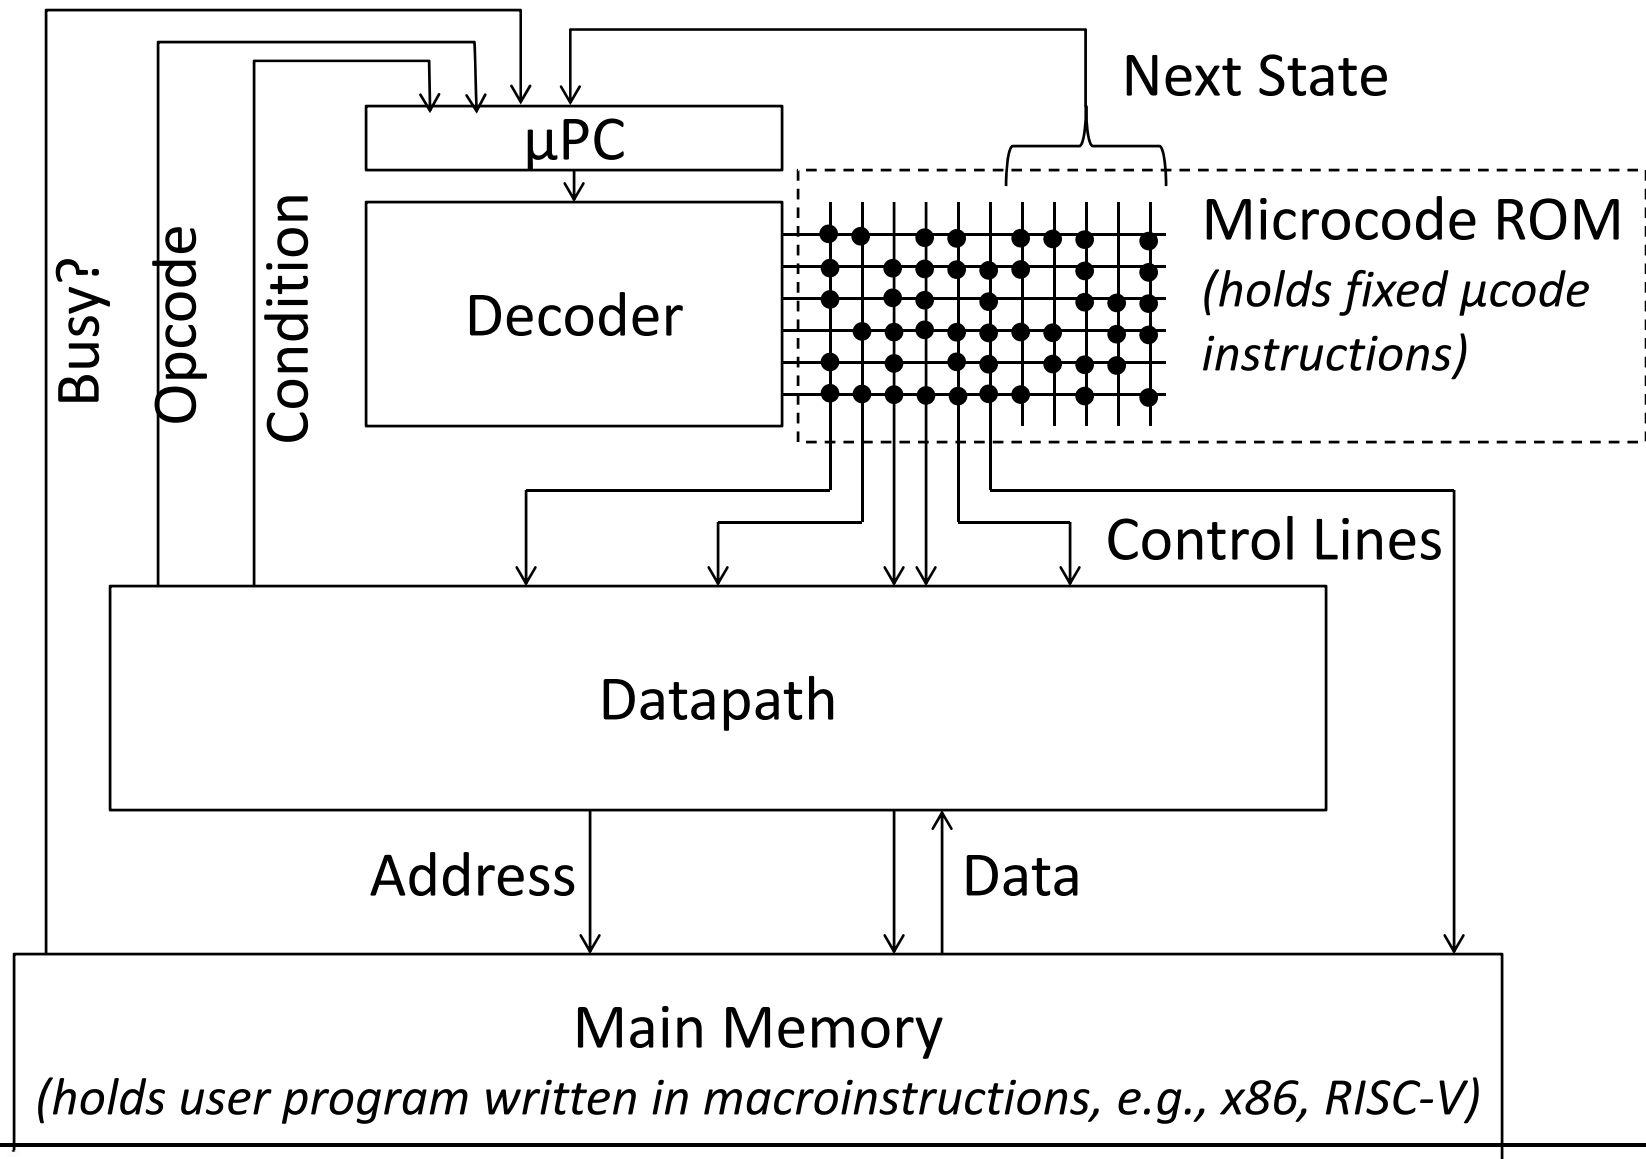 Next State
µPC
Microcode ROM
(holds fixed µcode
instructions)
Decoder
Busy?
Opcode
Condition
Control Lines
Datapath
Address
Data
Main Memory
(holds user program written in macroinstructions, e.g., x86, RISC-V)